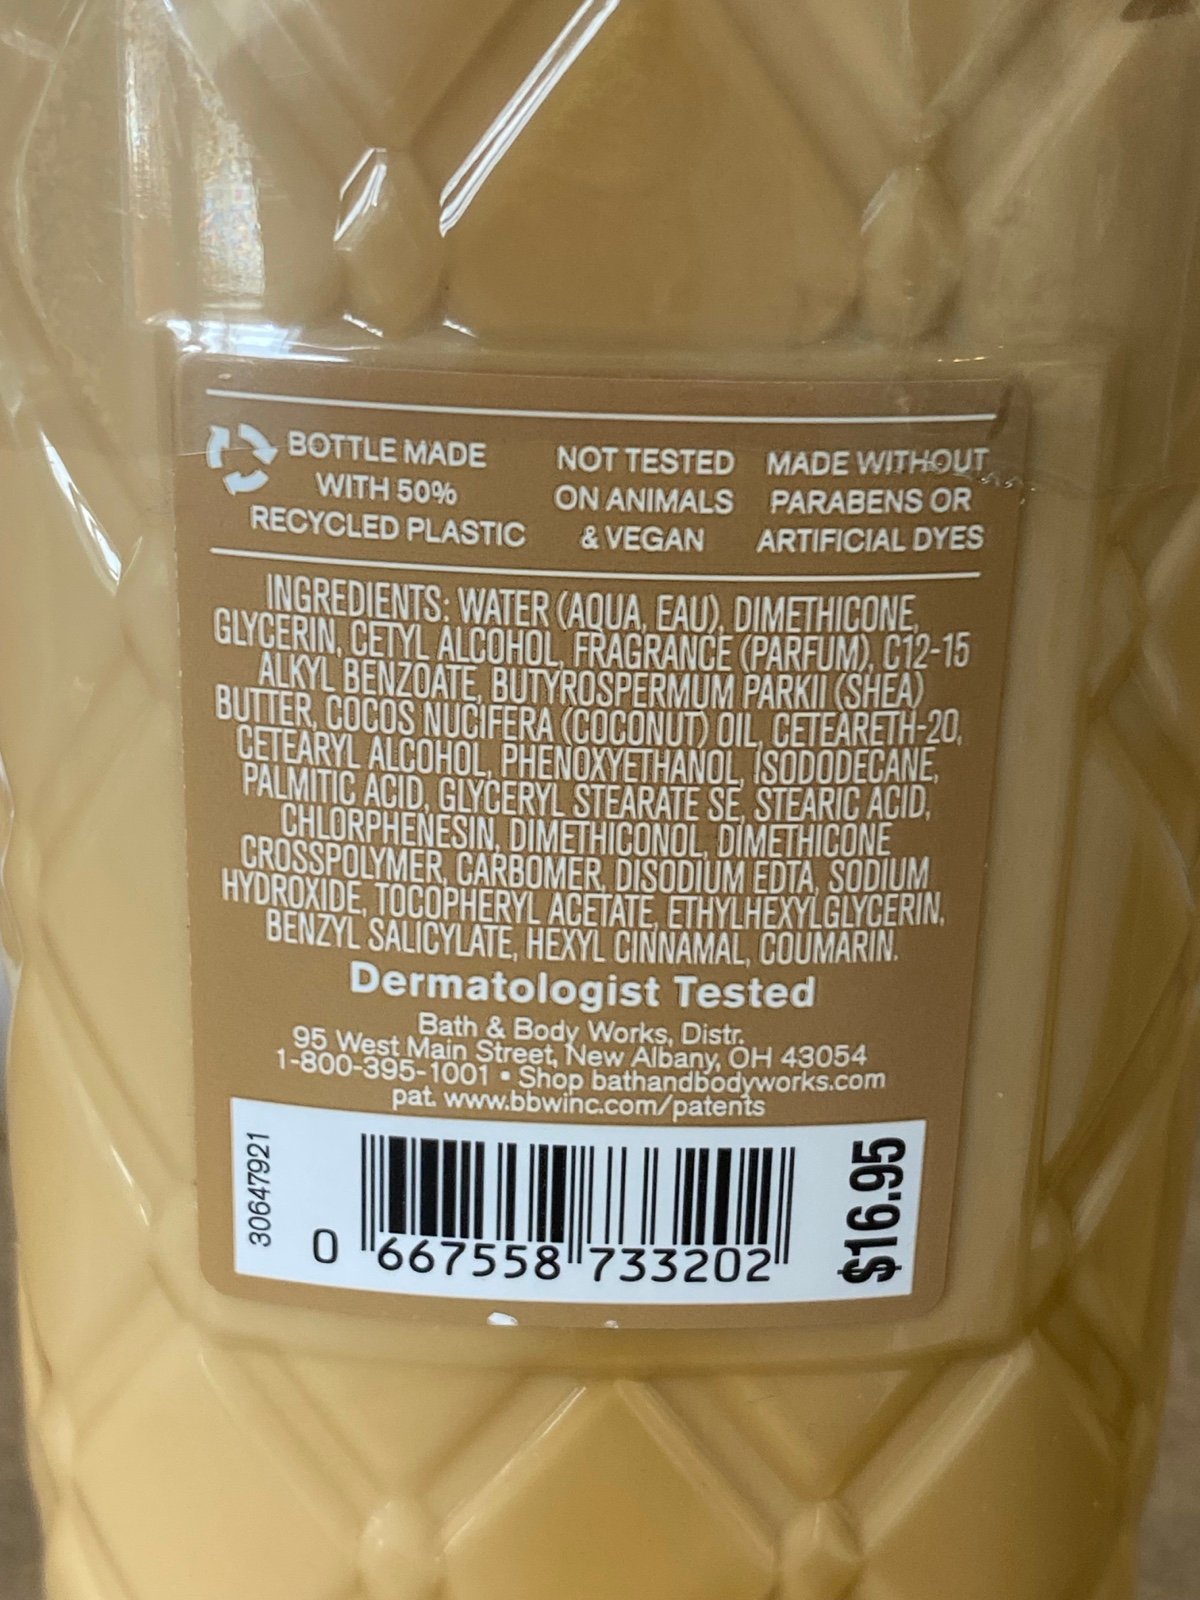 BOTTLE MADE
WITH 50%
RECYCLED PLASTIC
NOT TESTED
ON ANIMALS
& VEGAN
MADE WITHOUT
PARABENS OR
ARTIFICIAL DYES
INGREDIENTS: WATER (AQUA, EAU), DIMETHICONE,
GLYCERIN, CETYL ALCOHOL, FRAGRANCE (PARFUM), C12-15
ALKYL BENZOATE, BUTYROSPERMUM PARKII (SHEA)
BUTTER, COCOS NUCIFERA (COCONUT) OIL, CETEARETH-20,
CETEARYL ALCOHOL, PHENOXYETHANOL, ISODODECANE,
PALMITIC ACID, GLYCERYL STEARATE SE, STEARIC ACID,
CHLORPHENESIN, DIMETHICONOL, DIMETHICONE
CROSSPOLYMER, CARBOMER, DISODIUM EDTA, SODIUM
HYDROXIDE, TOCOPHERYL ACETATE, ETHYLHEXYLGLYCERIN,
BENZYL SALICYLATE, HEXYL CINNAMAL, COUMARIN.
Dermatologist Tested
Bath & Body Works, Distr.
95 West Main Street, New Albany, OH 43054
1-800-395-1001 • Shop bathandbodyworks.com
pat. www.bbwinc.com/patents
30647921
0 667558 733202
$16.95